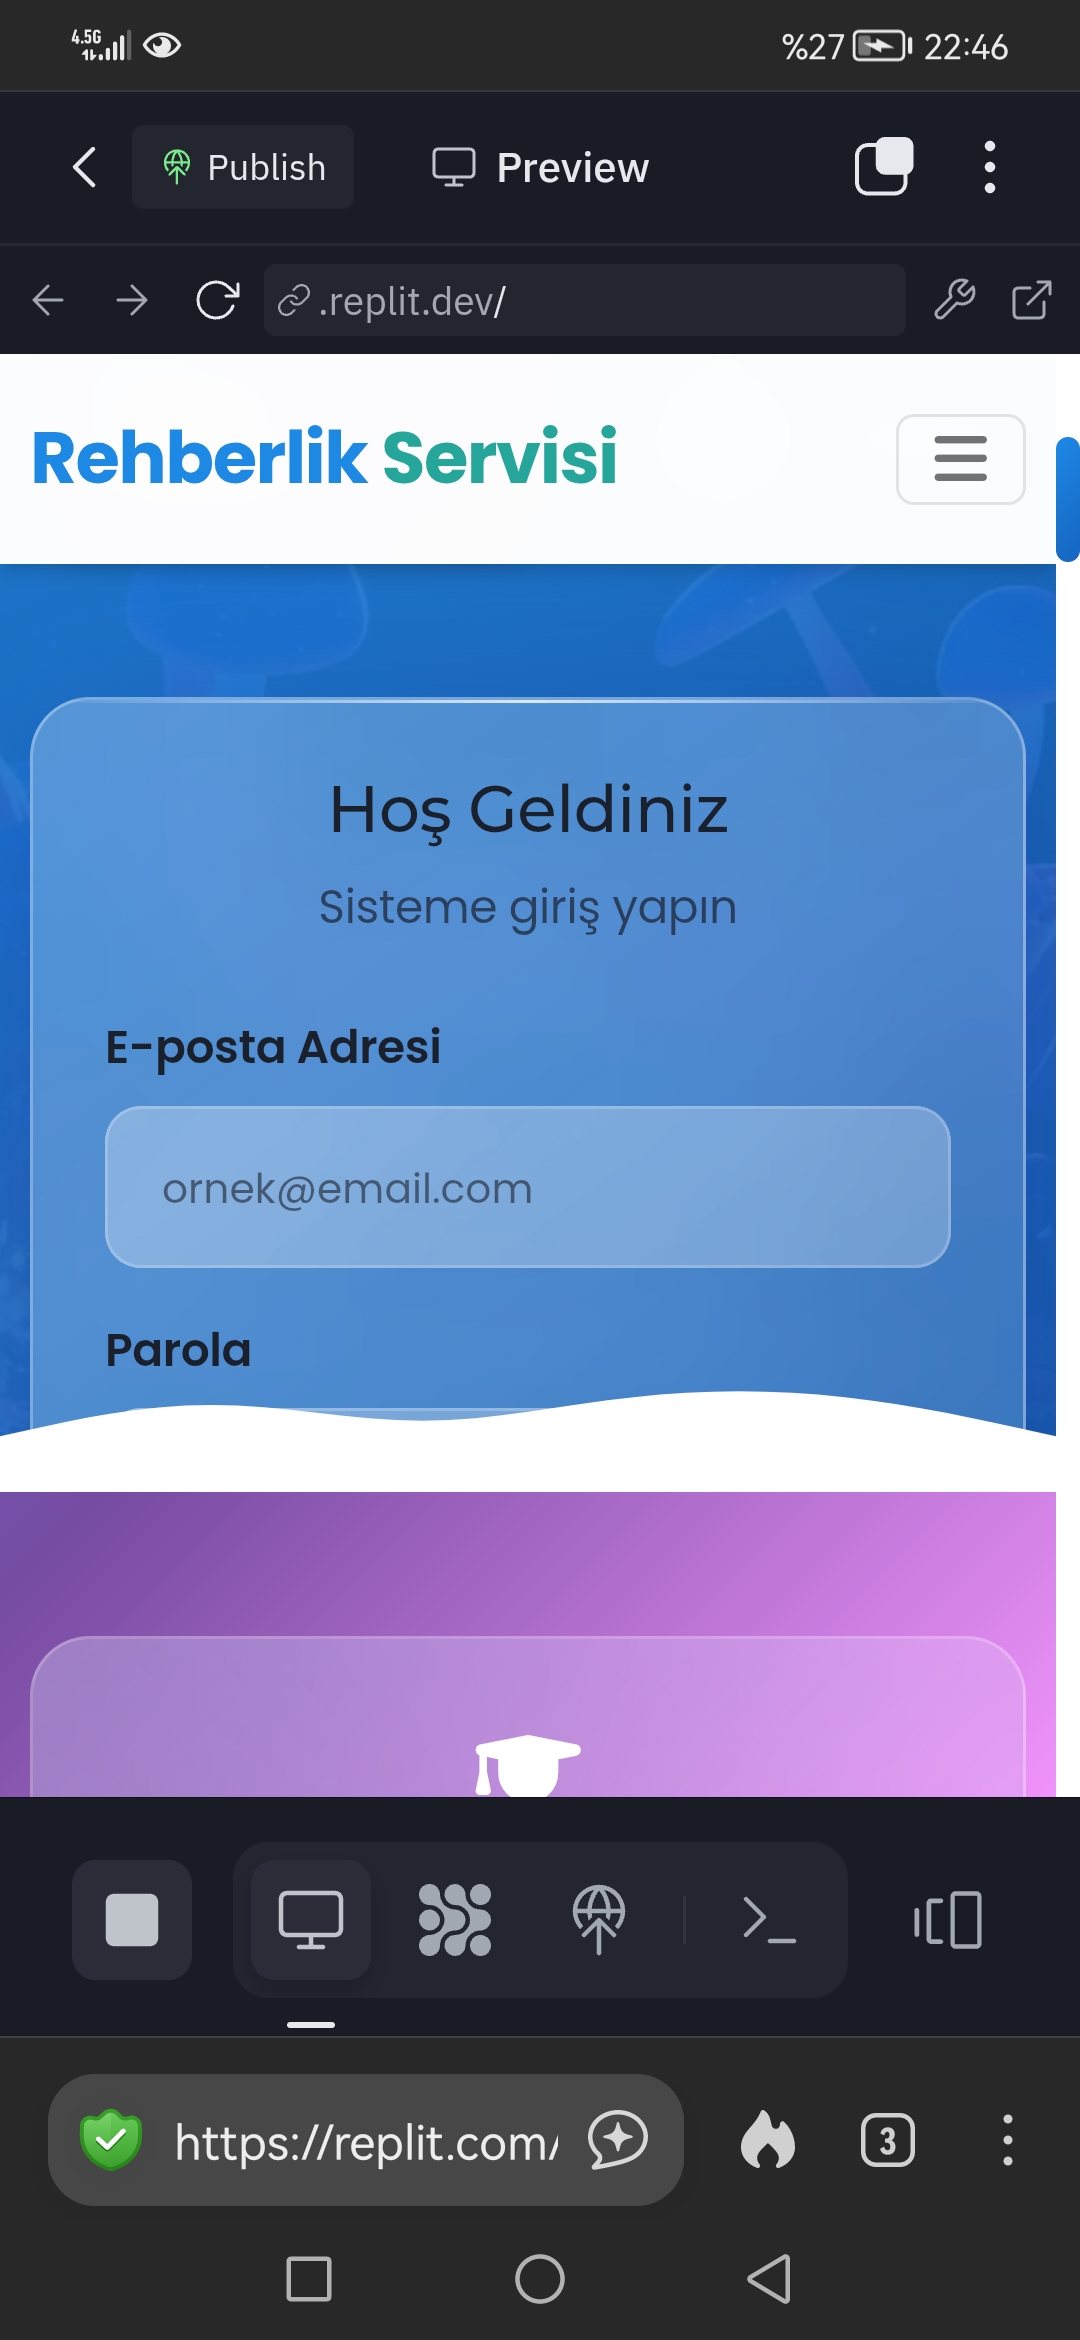 4.5G %27 22:46
Publish Preview
.replit.dev/
Rehberlik Servisi
Hoş Geldiniz
Sisteme giriş yapın
E-posta Adresi
ornek@email.com
Parola
https://replit.com/
3